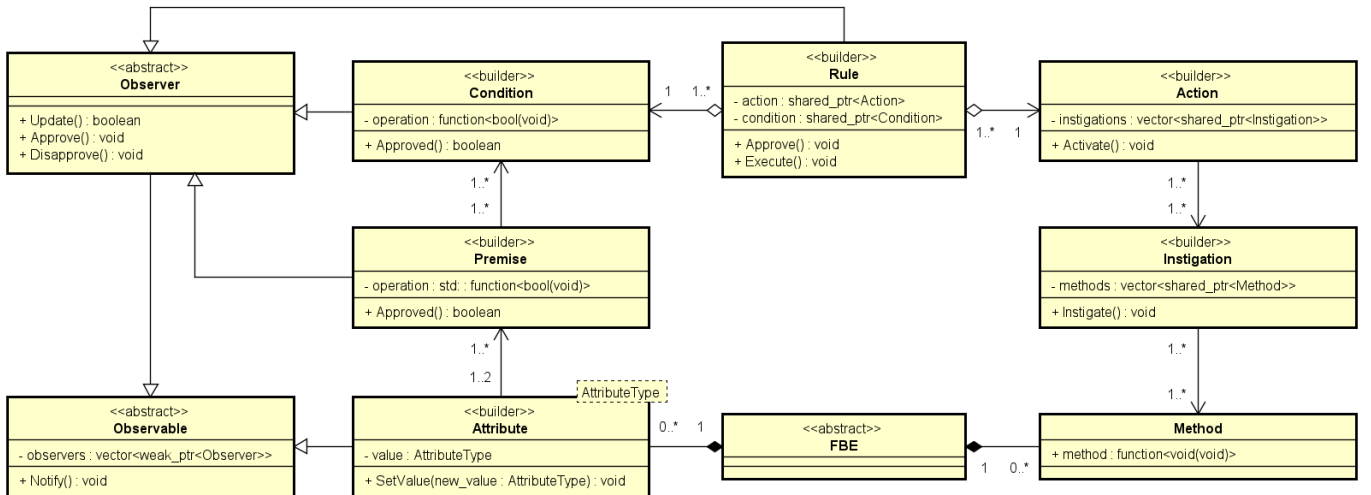 <<abstract>>
Observer
+ Update() : boolean
+ Approve() : void
+ Disapprove() : void
<<builder>>
Condition
- operation : function<bool(void)>
+ Approved() : boolean
1 1..*
<<builder>>
Rule
- action : shared_ptr<Action>
- condition : shared_ptr<Condition>
+ Approve() : void
+ Execute() : void
1..* 1
<<builder>>
Action
- instigations : vector<shared_ptr<Instigation>>
+ Activate() : void
1..*
1..*
1..*
1..*
<<builder>>
Premise
- operation : std: : function<bool(void)>
+ Approved() : boolean
<<builder>>
Instigation
- methods : vector<shared_ptr<Method>>
+ Instigate() : void
1..*
1..2
1..*
1..*
<<abstract>>
Observable
- observers : vector<weak_ptr<Observer>>
+ Notify() : void
AttributeType
<<builder>>
Attribute
- value : AttributeType
+ SetValue(new_value : AttributeType) : void
0..* 1
<<abstract>>
FBE
1 0..*
Method
+ method : function<void(void)>